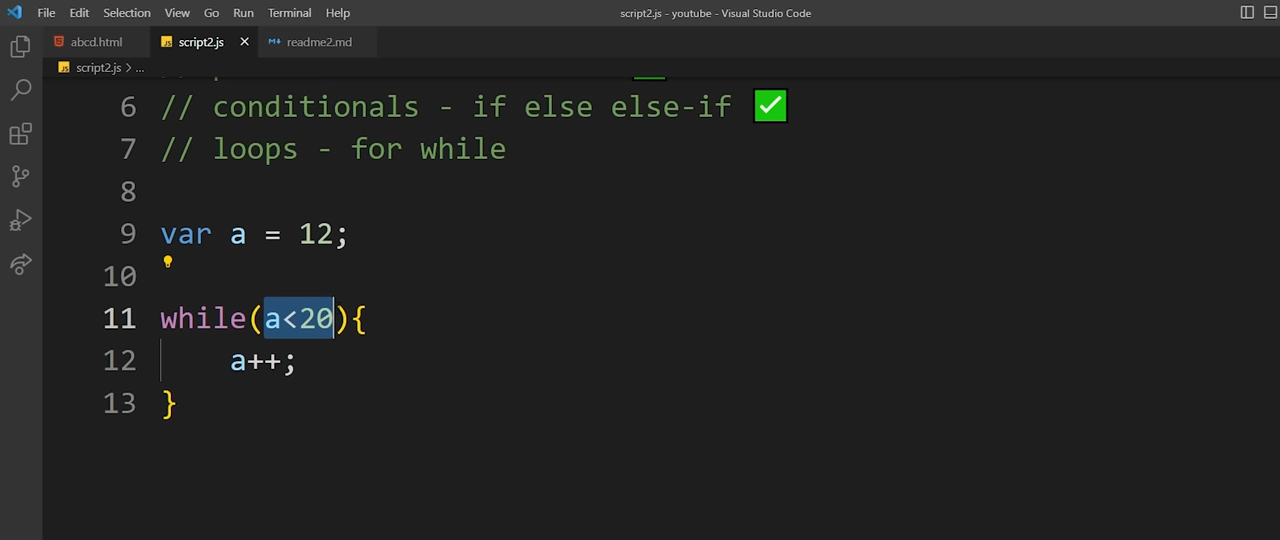 File Edit Selection View Go Run Terminal Help
script2.js - youtube - Visual Studio Code
abcd.html script2.js readme2.md
script2.js > ...
6 // conditionals - if else else-if ✅
7 // loops - for while
8
9 var a = 12;
10
11 while(a<20){
12 a++;
13 }